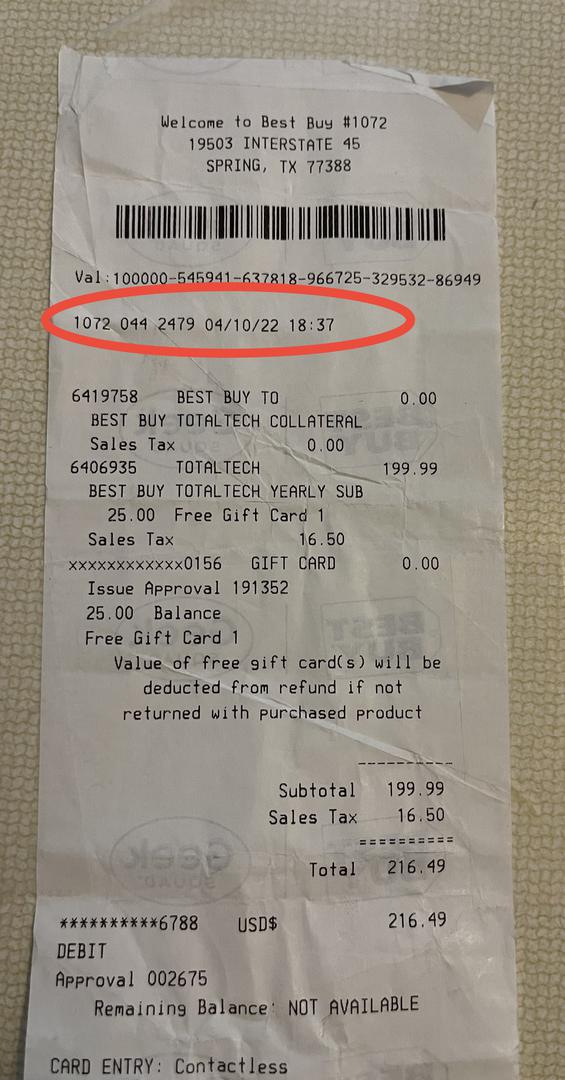 Welcome to Best Buy #1072
19503 INTERSTATE 45
SPRING, TX 77388
Val:100000-545941-637818-966725-329532-86949
1072 044 2479 04/10/22 18:37
6419758 BEST BUY TO 0.00
BEST BUY TOTALTECH COLLATERAL
Sales Tax 0.00
6406935 TOTALTECH 199.99
BEST BUY TOTALTECH YEARLY SUB
25.00 Free Gift Card 1
Sales Tax 16.50
xxxxxxxxxxxx0156 GIFT CARD 0.00
Issue Approval 191352
25.00 Balance
Free Gift Card 1
Value of free gift card(s) will be
deducted from refund if not
returned with purchased product
----------
Subtotal 199.99
Sales Tax 16.50
==========
Total 216.49
**********6788 USD$ 216.49
DEBIT
Approval 002675
Remaining Balance: NOT AVAILABLE
CARD ENTRY: Contactless